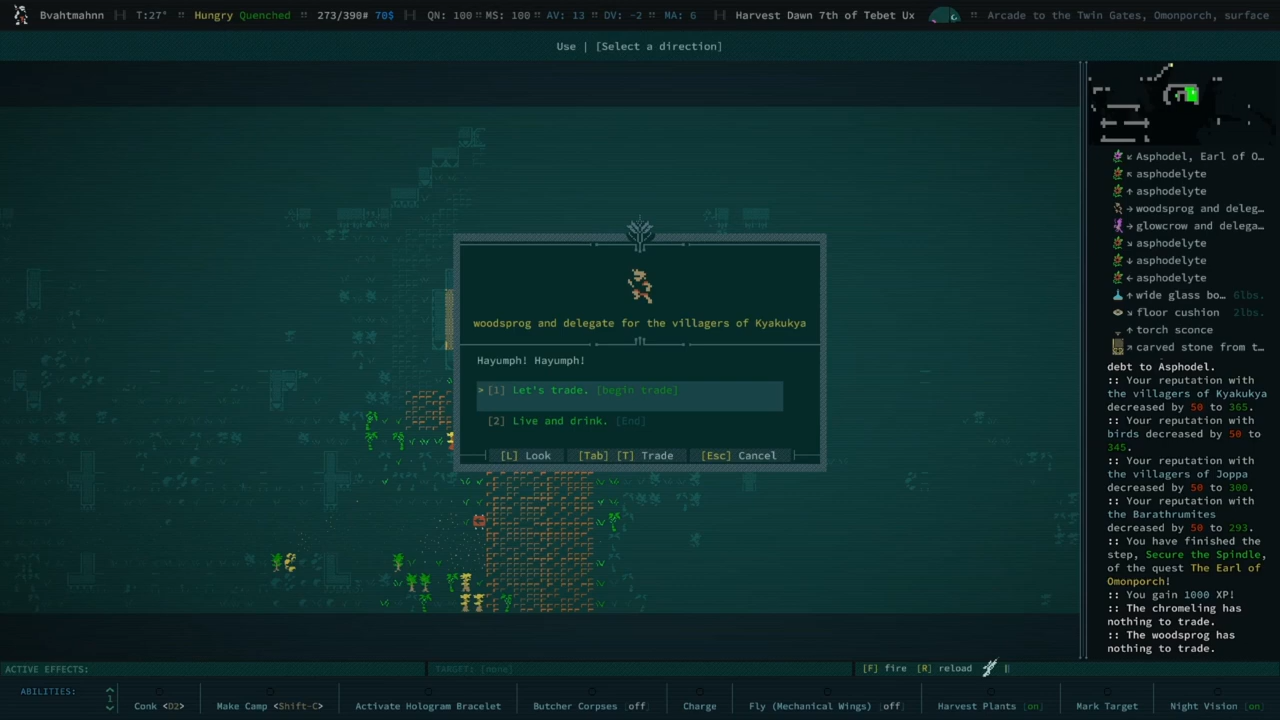 Bvahtmahnn T:27° :: Hungry Quenched :: 273/390# 70$ QN: 100 :: MS: 100 :: AV: 13 :: DV: -2 :: MA: 6 Harvest Dawn 7th of Tebet Ux :: Arcade to the Twin Gates, Omonporch, surface
Use | [Select a direction]
woodsprog and delegate for the villagers of Kyakukya
Hayumph! Hayumph!
> [1] Let's trade. [begin trade]
[2] Live and drink. [End]
[L] Look [Tab] [T] Trade [Esc] Cancel
Asphodel, Earl of O…
asphodelyte
asphodelyte
woodsprog and deleg…
glowcrow and delega…
asphodelyte
asphodelyte
asphodelyte
wide glass bo… 6lbs.
floor cushion 2lbs.
torch sconce
carved stone from t…
debt to Asphodel.
:: Your reputation with
the villagers of Kyakukya
decreased by 50 to 365.
:: Your reputation with
birds decreased by 50 to
345.
:: Your reputation with
the villagers of Joppa
decreased by 50 to 300.
:: Your reputation with
the Barathrumites
decreased by 50 to 293.
:: You have finished the
step, Secure the Spindle,
of the quest The Earl of
Omonporch!
:: You gain 1000 XP!
:: The chromeling has
nothing to trade.
:: The woodsprog has
nothing to trade.
ACTIVE EFFECTS: TARGET: [none] [F] fire [R] reload
ABILITIES: 1 Conk <D2> Make Camp <Shift-C> Activate Hologram Bracelet Butcher Corpses [off] Charge Fly (Mechanical Wings) [off] Harvest Plants [on] Mark Target Night Vision [on]